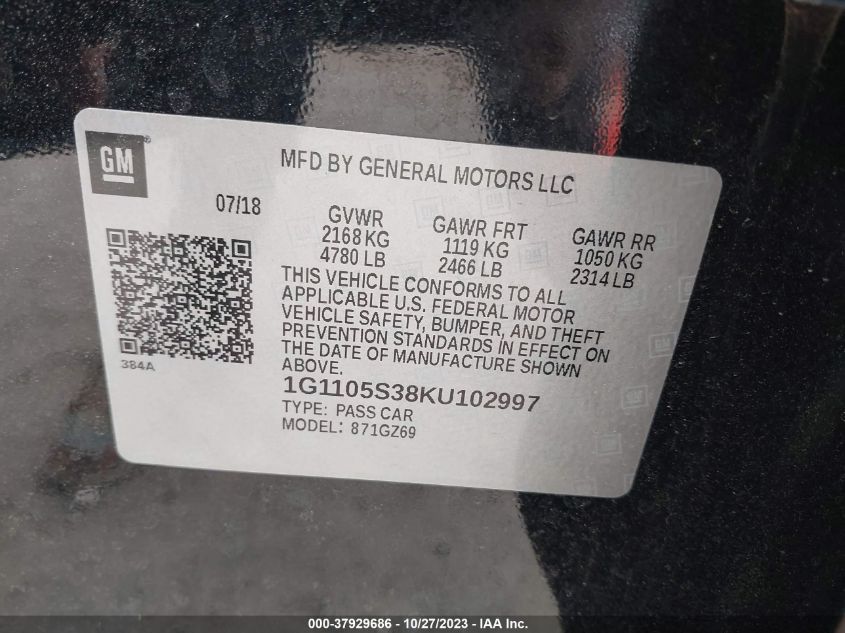 GM
MFD BY GENERAL MOTORS LLC
07/18
GVWR
2168 KG
4780 LB
GAWR FRT
1119 KG
2466 LB
GAWR RR
1050 KG
2314 LB
THIS VEHICLE CONFORMS TO ALL
APPLICABLE U.S. FEDERAL MOTOR
VEHICLE SAFETY, BUMPER, AND THEFT
PREVENTION STANDARDS IN EFFECT ON
THE DATE OF MANUFACTURE SHOWN
ABOVE.
384A
1G1105S38KU102997
TYPE: PASS CAR
MODEL: 871GZ69
000-37929686 - 10/27/2023 - IAA Inc.